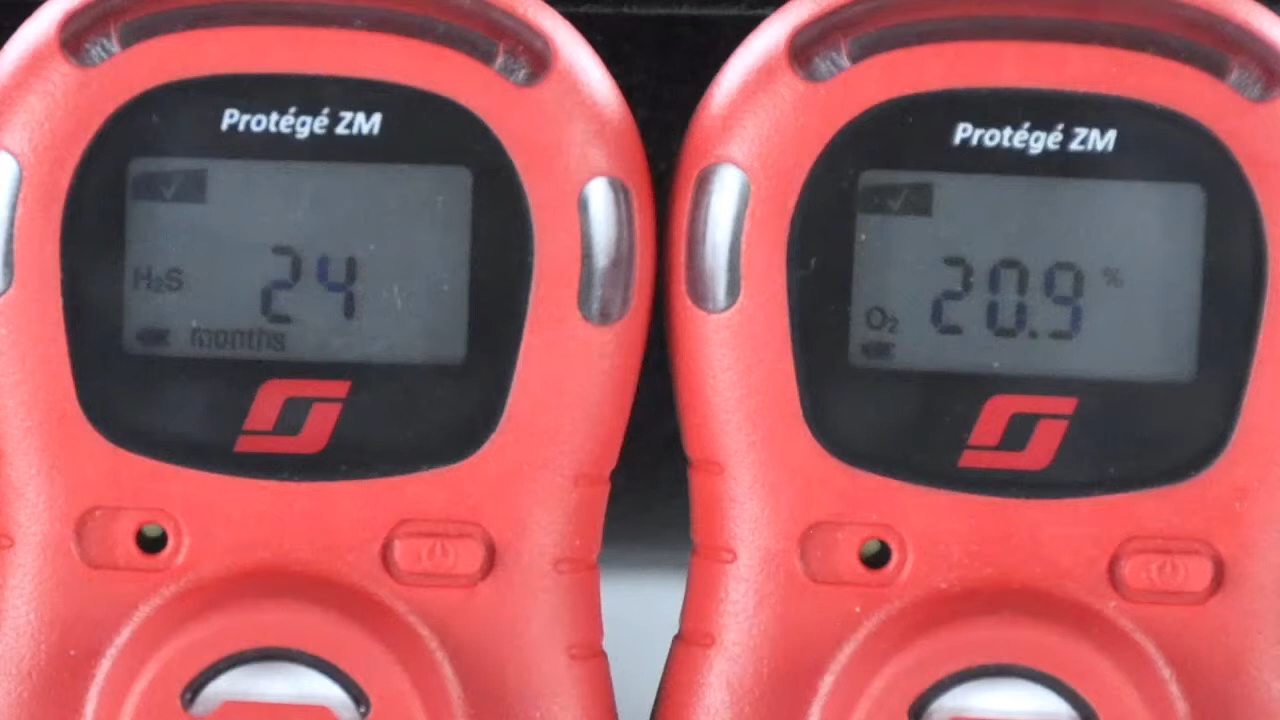 Protégé ZM
H₂S 24
months
Protégé ZM
20.9 %
O₂